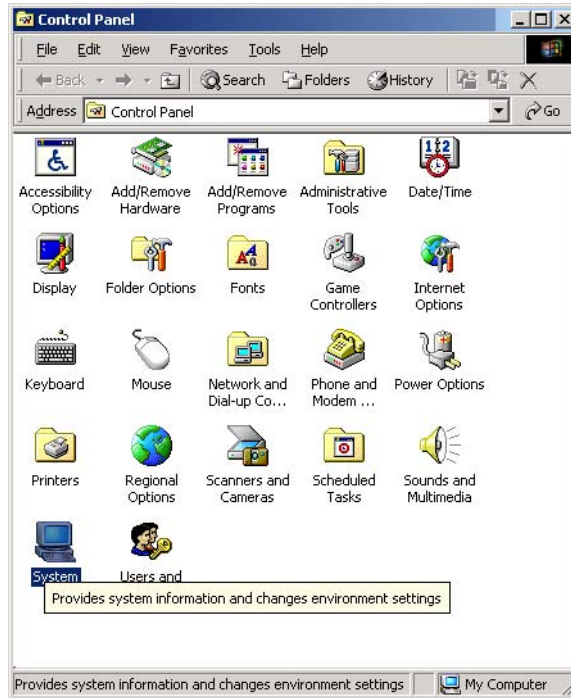 Control Panel
File Edit View Favorites Tools Help
Back Search Folders History
Address Control Panel Go
Accessibility Options
Add/Remove Hardware
Add/Remove Programs
Administrative Tools
Date/Time
Display
Folder Options
Fonts
Game Controllers
Internet Options
Keyboard
Mouse
Network and Dial-up Co...
Phone and Modem ...
Power Options
Printers
Regional Options
Scanners and Cameras
Scheduled Tasks
Sounds and Multimedia
System
Users and
Provides system information and changes environment settings
Provides system information and changes environment settings My Computer